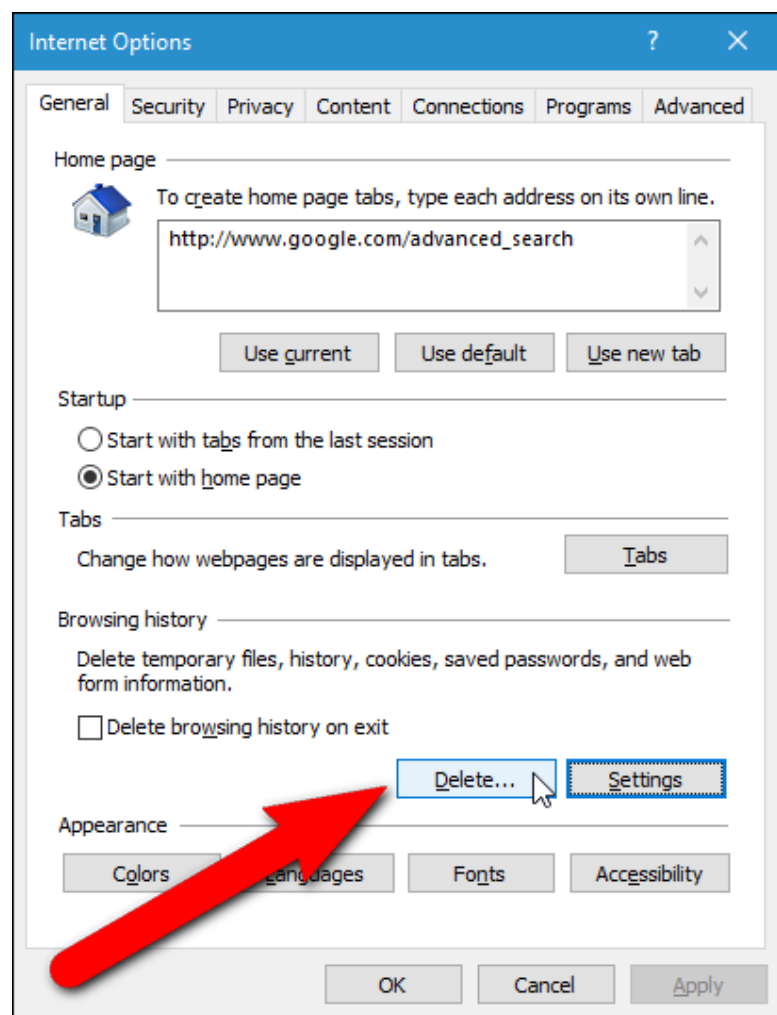 Internet Options ?
General Security Privacy Content Connections Programs Advanced
Home page
To create home page tabs, type each address on its own line.
http://www.google.com/advanced_search
Use current Use default Use new tab
Startup
Start with tabs from the last session
Start with home page
Tabs
Change how webpages are displayed in tabs. Tabs
Browsing history
Delete temporary files, history, cookies, saved passwords, and web
form information.
Delete browsing history on exit
Delete... Settings
Appearance
Colors Languages Fonts Accessibility
OK Cancel Apply